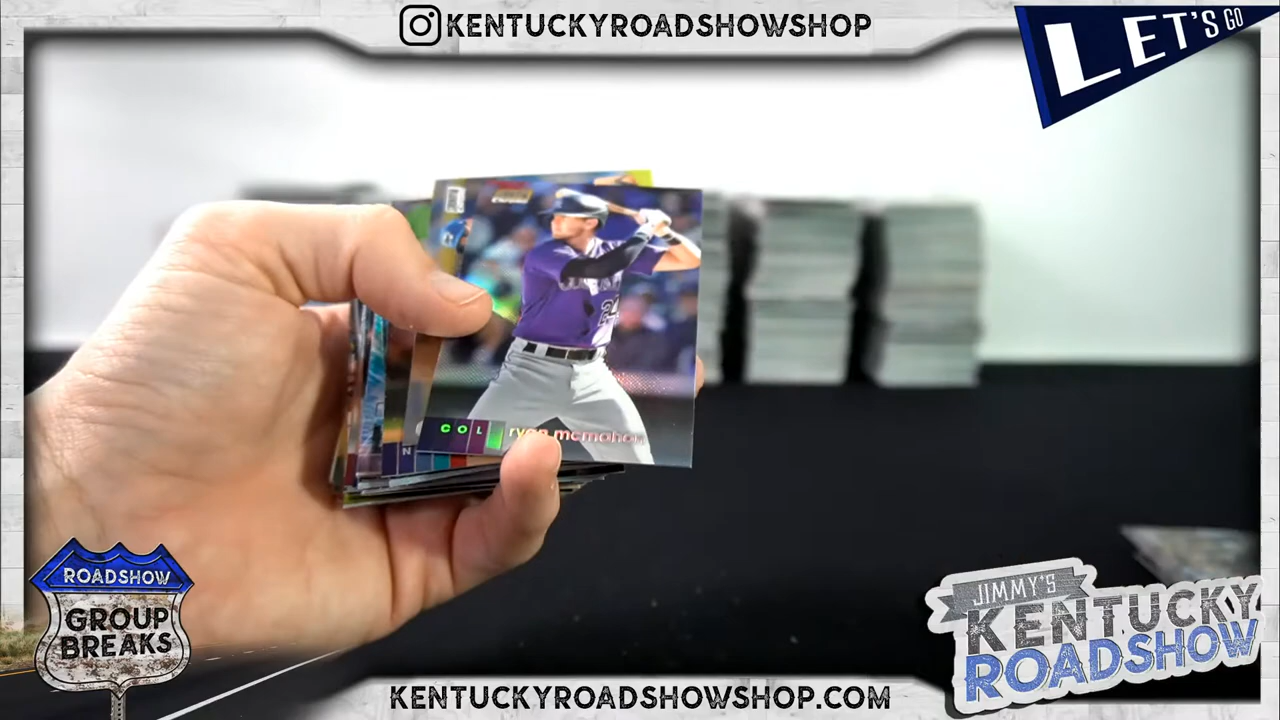 KENTUCKYROADSHOWSHOP
LET'S GO
COL
ryan mcmahon
N
ROADSHOW
GROUP
BREAKS
JIMMY'S
KENTUCKY
ROADSHOW
KENTUCKYROADSHOWSHOP.COM